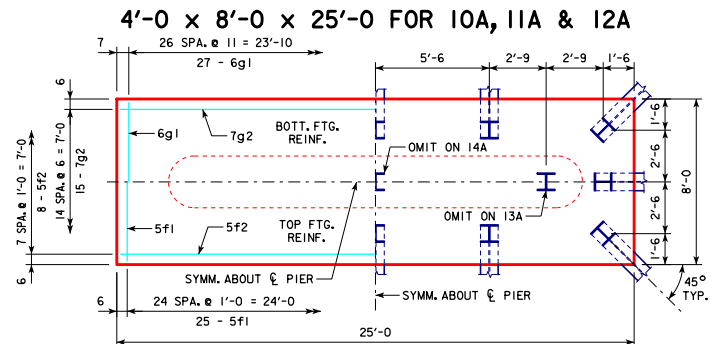 4'-0 x 8'-0 x 25'-0 FOR 10A, 11A & 12A
7
26 SPA. @ 11 = 23'-10
27 - 6g1
5'-6
2'-9
2'-9
1'-6
6
6g1
7g2
BOTT. FTG.
REINF.
OMIT ON 14A
1'-6
7 SPA. @ 1'-0 = 7'-0
8 - 5f2
14 SPA. @ 6 = 7'-0
15 - 7g2
2'-6
8'-0
OMIT ON 13A
2'-6
5f1
5f2
TOP FTG.
REINF.
1'-6
6
SYMM. ABOUT ℄ PIER
45°
TYP.
6
24 SPA. @ 1'-0 = 24'-0
25 - 5f1
SYMM. ABOUT ℄ PIER
25'-0